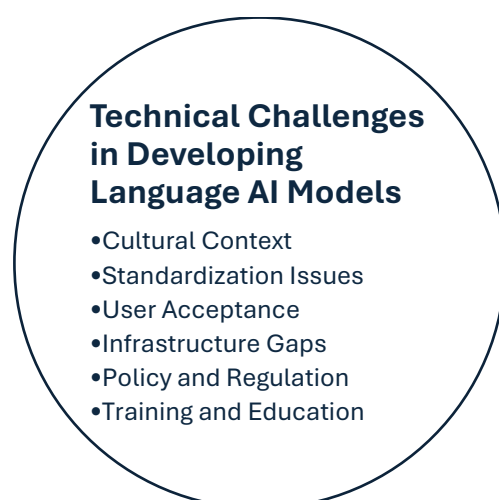 Technical Challenges
in Developing
Language AI Models
•Cultural Context
•Standardization Issues
•User Acceptance
•Infrastructure Gaps
•Policy and Regulation
•Training and Education